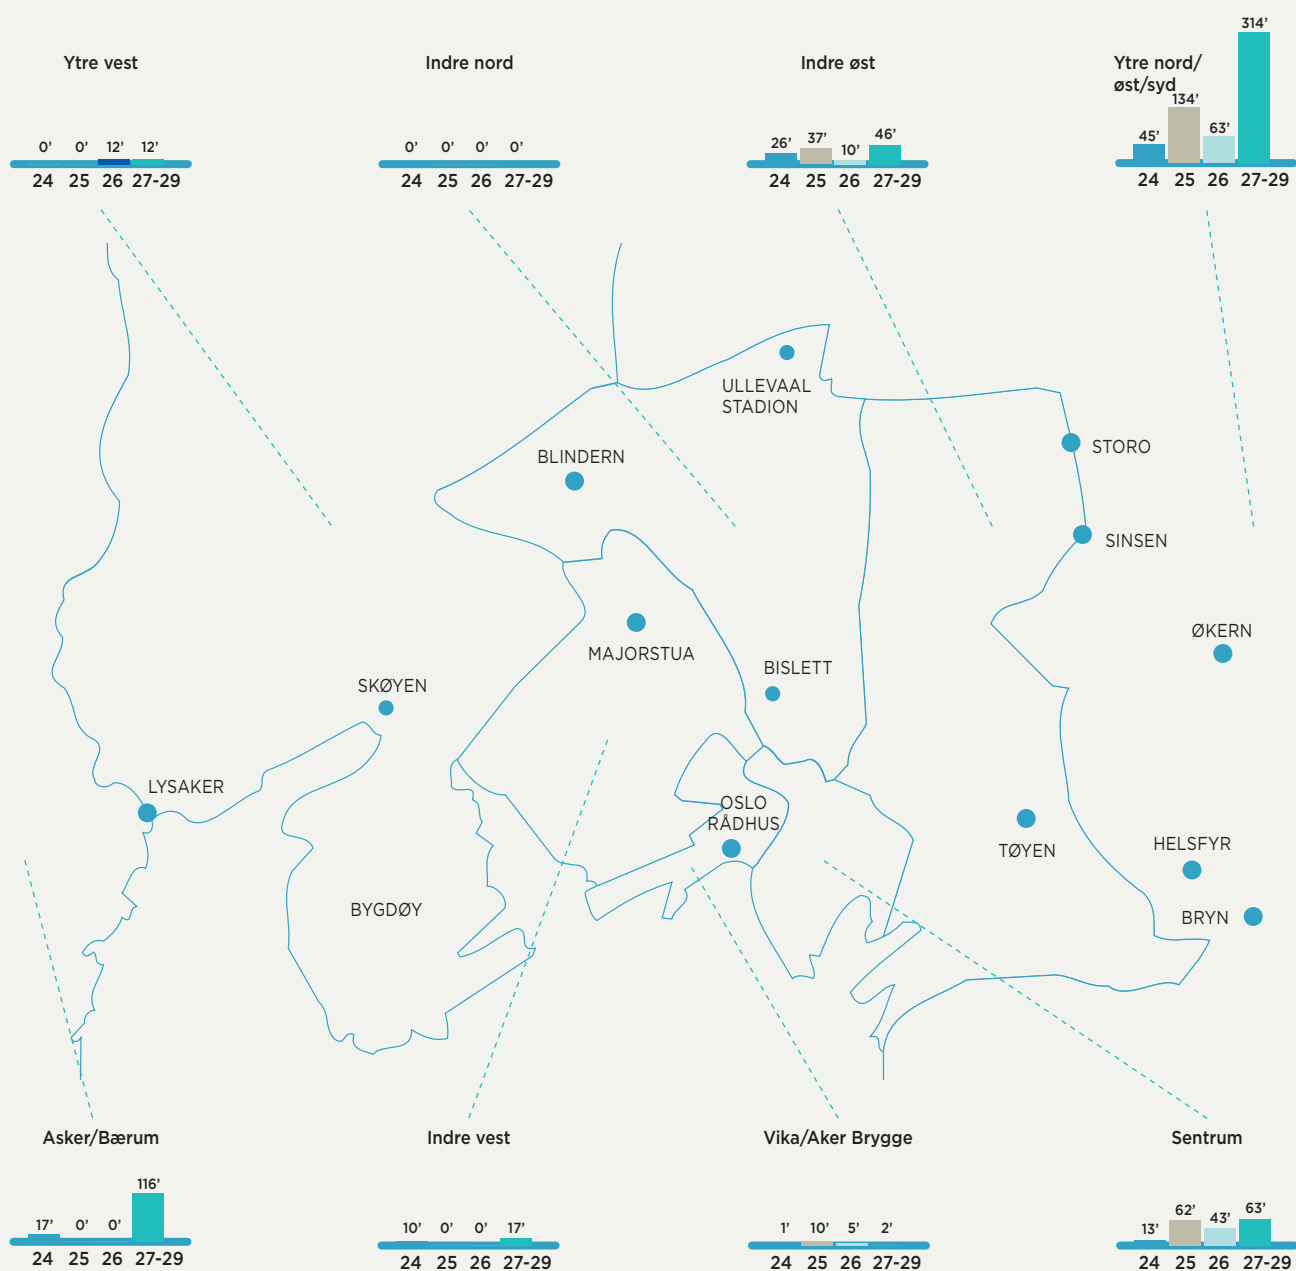 Ytre vest
0’ 0’ 12’ 12’
24 25 26 27-29
Indre nord
0’ 0’ 0’ 0’
24 25 26 27-29
Indre øst
26’ 37’ 10’ 46’
24 25 26 27-29
Ytre nord/
øst/syd
45’ 134’ 63’ 314’
24 25 26 27-29
ULLEVAAL
STADION
BLINDERN
STORO
SINSEN
ØKERN
MAJORSTUA
BISLETT
SKØYEN
LYSAKER
OSLO
RÅDHUS
TØYEN
HELSFYR
BRYN
BYGDØY
Asker/Bærum
17’ 0’ 0’ 116’
24 25 26 27-29
Indre vest
10’ 0’ 0’ 17’
24 25 26 27-29
Vika/Aker Brygge
1’ 10’ 5’ 2’
24 25 26 27-29
Sentrum
13’ 62’ 43’ 63’
24 25 26 27-29